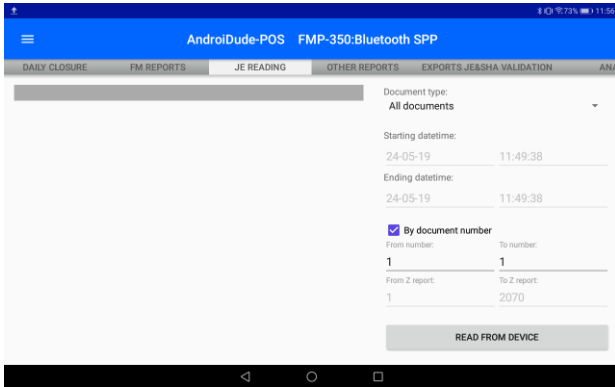 73% 11:56
AndroiDude-POS FMP-350:Bluetooth SPP
DAILY CLOSURE FM REPORTS JE READING OTHER REPORTS EXPORTS JE&SHA VALIDATION ANA
Document type:
All documents
Starting datetime:
24-05-19 11:49:38
Ending datetime:
24-05-19 11:49:38
By document number
From number: To number:
1 1
From Z report: To Z report:
1 2070
READ FROM DEVICE